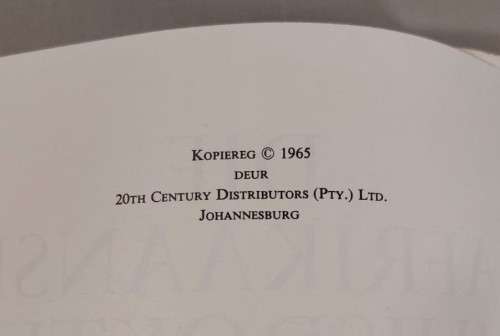 KOPIEREG © 1965
DEUR
20TH CENTURY DISTRIBUTORS (PTY.) LTD.
JOHANNESBURG